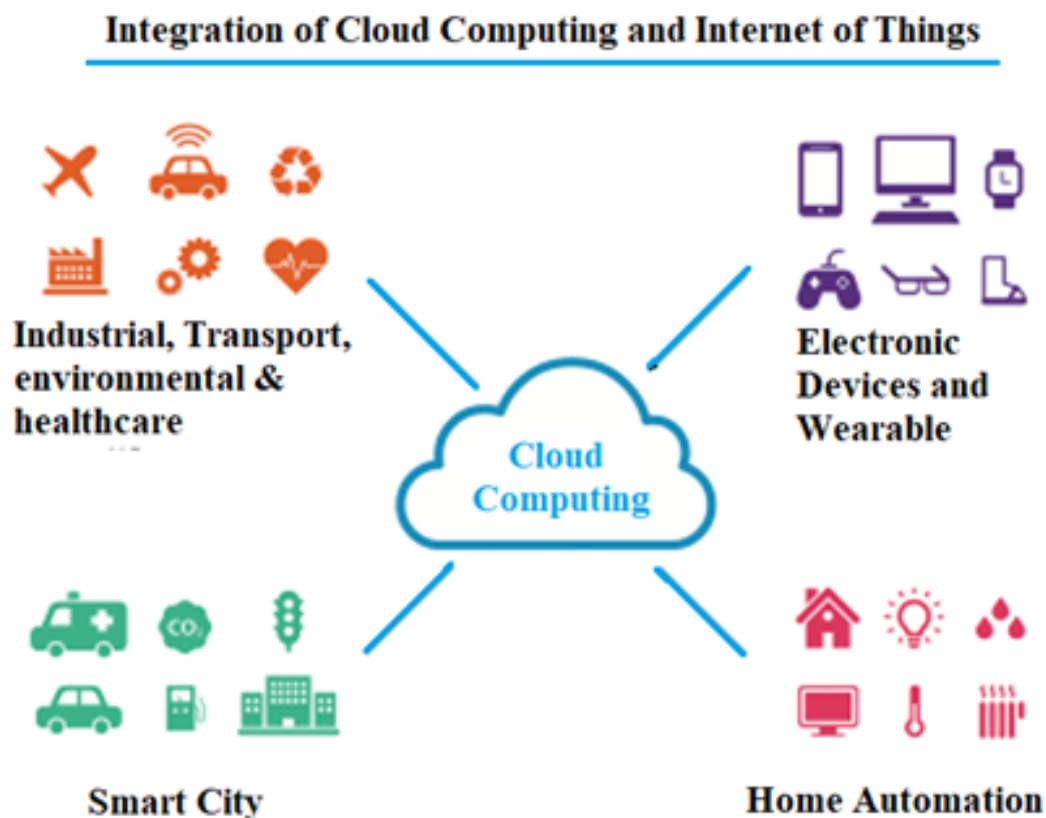 Integration of Cloud Computing and Internet of Things
Industrial, Transport,
environmental &
healthcare
Electronic
Devices and
Wearable
Cloud
Computing
CO₂
Smart City
Home Automation